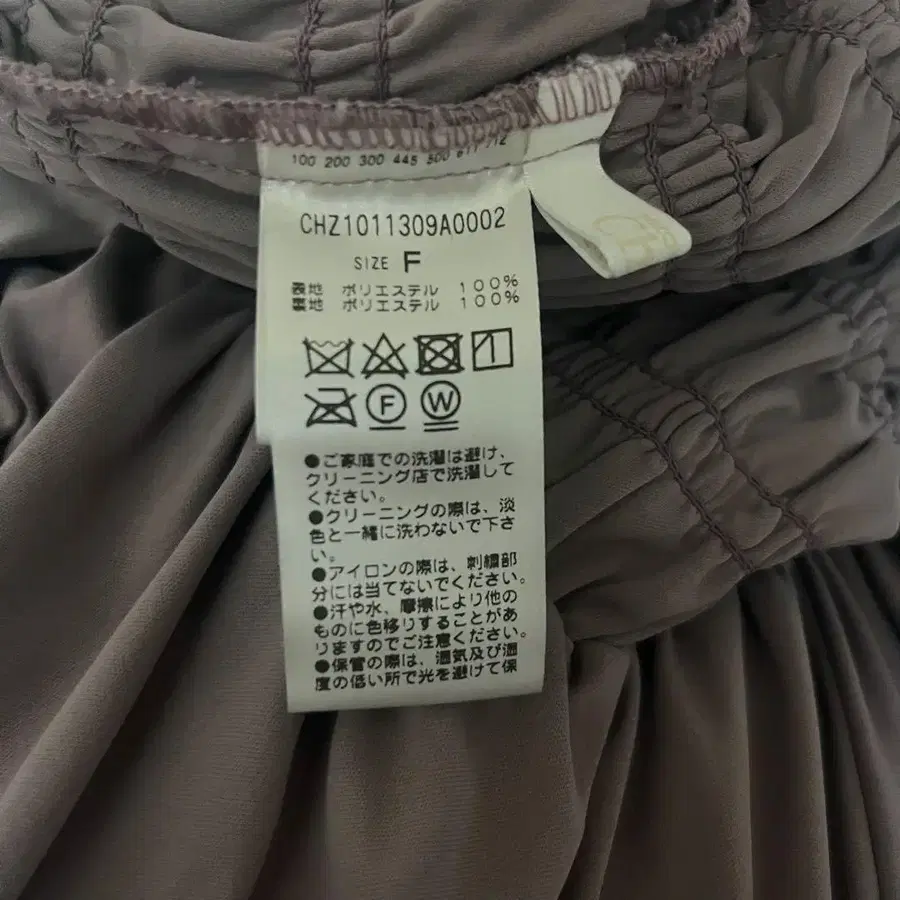 100 200 300 445 500 611 712
CHZ1011309A0002
SIZE F
表地 ポリエステル 100%
裏地 ポリエステル 100%
F W
●ご家庭での洗濯は避け、
クリーニング店で洗濯して
ください。
●クリーニングの際は、淡
色と一緒に洗わないで下さ
い。
●アイロンの際は、刺繍部
分には当てないでください。
●汗や水、摩擦により他の
ものに色移りすることがあ
りますのでご注意ください。
●保管の際は、温気及び湿
度の低い所で光を避けて保